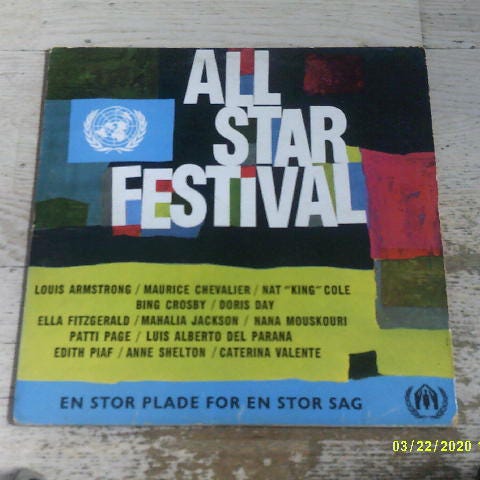 ALL
STAR
FESTiVAL
LOUIS ARMSTRONG / MAURICE CHEVALIER / NAT "KING" COLE
BING CROSBY / DORIS DAY
ELLA FITZGERALD / MAHALIA JACKSON / NANA MOUSKOURI
PATTI PAGE / LUIS ALBERTO DEL PARANA
EDITH PIAF / ANNE SHELTON / CATERINA VALENTE
EN STOR PLADE FOR EN STOR SAG
03/22/2020